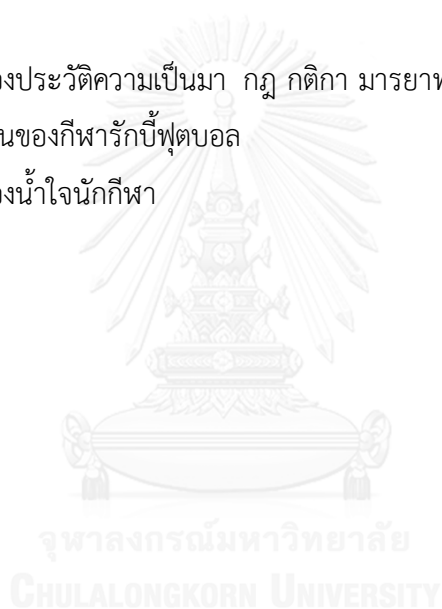 องประวัติความเป็นมา กฎ กติกา มารยาท
นของกีฬารักบี้ฟุตบอล
องน้ำใจนักกีฬา
จุฬาลงกรณ์มหาวิทยาลัย
CHULALONGKORN UNIVERSITY